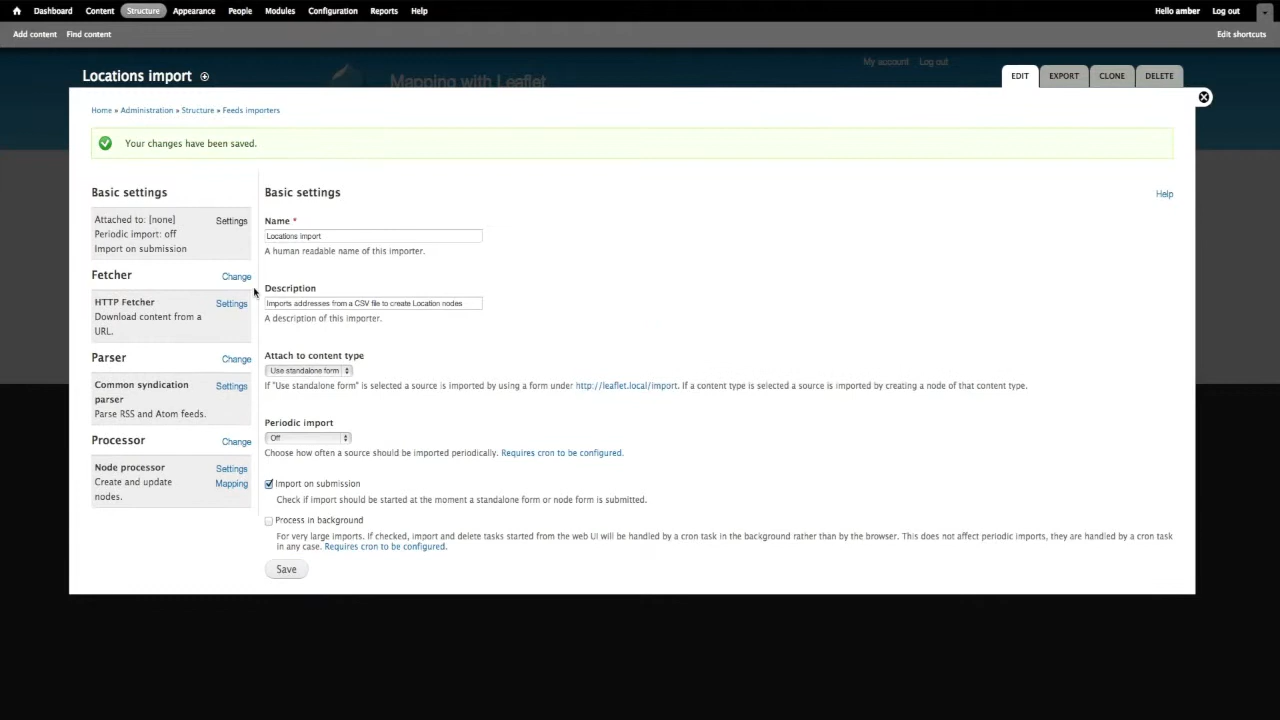 Dashboard Content Structure Appearance People Modules Configuration Reports Help Hello amber Log out
Add content Find content Edit shortcuts
My account Log out
Mapping with Leaflet
Locations import
EDIT EXPORT CLONE DELETE
Home » Administration » Structure » Feeds importers
Your changes have been saved.
Basic settings
Attached to: [none] Settings
Periodic import: off
Import on submission
Fetcher Change
HTTP Fetcher Settings
Download content from a
URL.
Parser Change
Common syndication Settings
parser
Parse RSS and Atom feeds.
Processor Change
Node processor Settings
Create and update Mapping
nodes.
Basic settings
Help
Name *
Locations import
A human readable name of this importer.
Description
Imports addresses from a CSV file to create Location nodes
A description of this importer.
Attach to content type
Use standalone form
If "Use standalone form" is selected a source is imported by using a form under http://leaflet.local/import. If a content type is selected a source is imported by creating a node of that content type.
Periodic import
Off
Choose how often a source should be imported periodically. Requires cron to be configured.
Import on submission
Check if import should be started at the moment a standalone form or node form is submitted.
Process in background
For very large imports. If checked, import and delete tasks started from the web UI will be handled by a cron task in the background rather than by the browser. This does not affect periodic imports, they are handled by a cron task
in any case. Requires cron to be configured.
Save